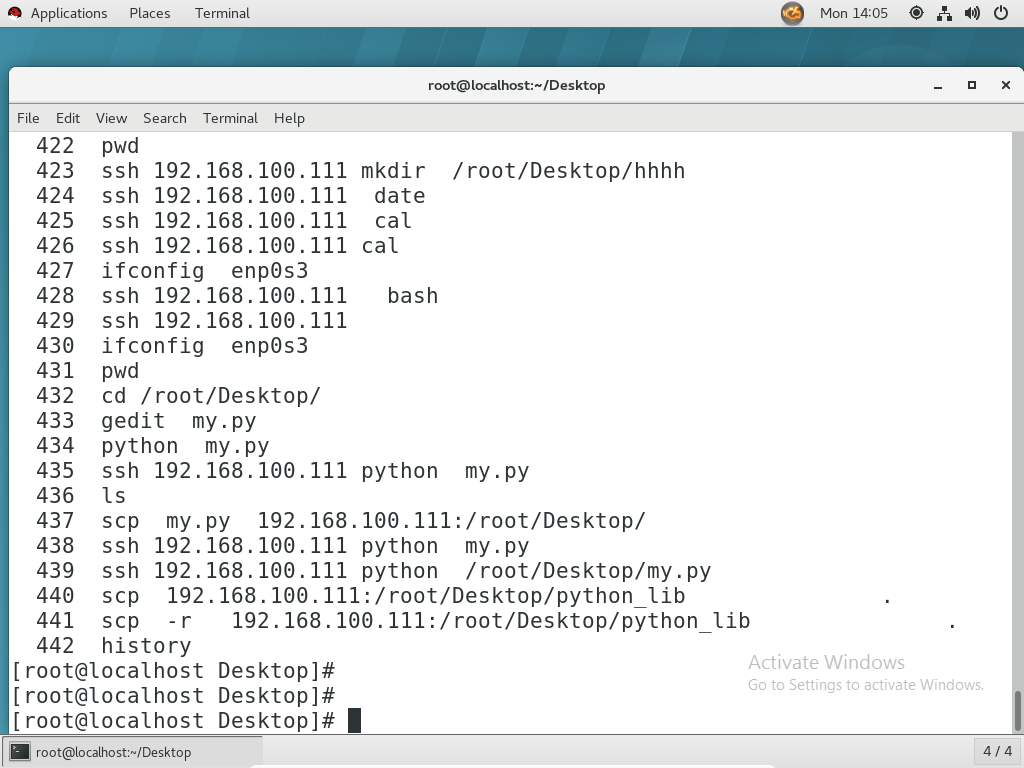 Applications Places Terminal Mon 14:05
root@localhost:~/Desktop
File Edit View Search Terminal Help
422 pwd
423 ssh 192.168.100.111 mkdir /root/Desktop/hhhh
424 ssh 192.168.100.111 date
425 ssh 192.168.100.111 cal
426 ssh 192.168.100.111 cal
427 ifconfig enp0s3
428 ssh 192.168.100.111 bash
429 ssh 192.168.100.111
430 ifconfig enp0s3
431 pwd
432 cd /root/Desktop/
433 gedit my.py
434 python my.py
435 ssh 192.168.100.111 python my.py
436 ls
437 scp my.py 192.168.100.111:/root/Desktop/
438 ssh 192.168.100.111 python my.py
439 ssh 192.168.100.111 python /root/Desktop/my.py
440 scp 192.168.100.111:/root/Desktop/python_lib .
441 scp -r 192.168.100.111:/root/Desktop/python_lib .
442 history
[root@localhost Desktop]#
[root@localhost Desktop]#
[root@localhost Desktop]#
Activate Windows
Go to Settings to activate Windows.
root@localhost:~/Desktop 4 / 4